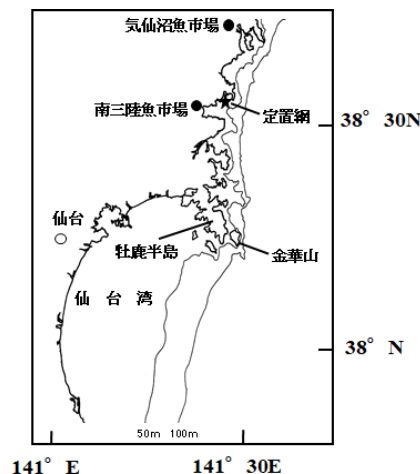 気仙沼魚市場
南三陸魚市場
定置網
38° 30N
仙台
牡鹿半島
金華山
仙台湾
38° N
50m 100m
141° E
141° 30E